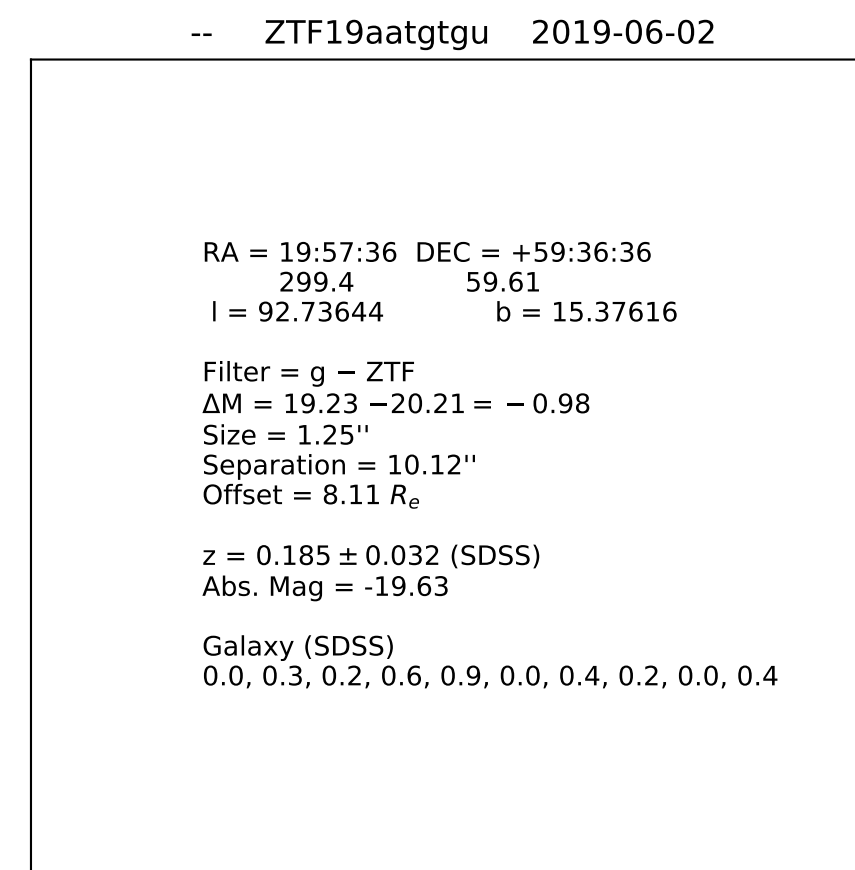 -- ZTF19aatgtgu 2019-06-02
RA = 19:57:36 DEC = +59:36:36
299.4 59.61
l = 92.73644 b = 15.37616
Filter = g − ZTF
ΔM = 19.23 −20.21 = − 0.98
Size = 1.25''
Separation = 10.12''
Offset = 8.11 Rₑ
z = 0.185 ± 0.032 (SDSS)
Abs. Mag = -19.63
Galaxy (SDSS)
0.0, 0.3, 0.2, 0.6, 0.9, 0.0, 0.4, 0.2, 0.0, 0.4